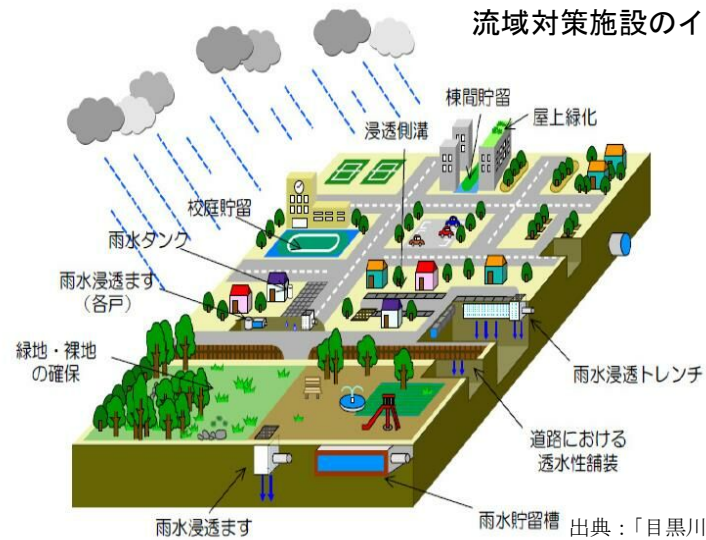 流域対策施設のイ
棟間貯留
屋上緑化
浸透側溝
校庭貯留
雨水タンク
雨水浸透ます
（各戸）
緑地・裸地
の確保
雨水浸透トレンチ
道路における
透水性舗装
雨水浸透ます
雨水貯留槽
出典：「目黒川